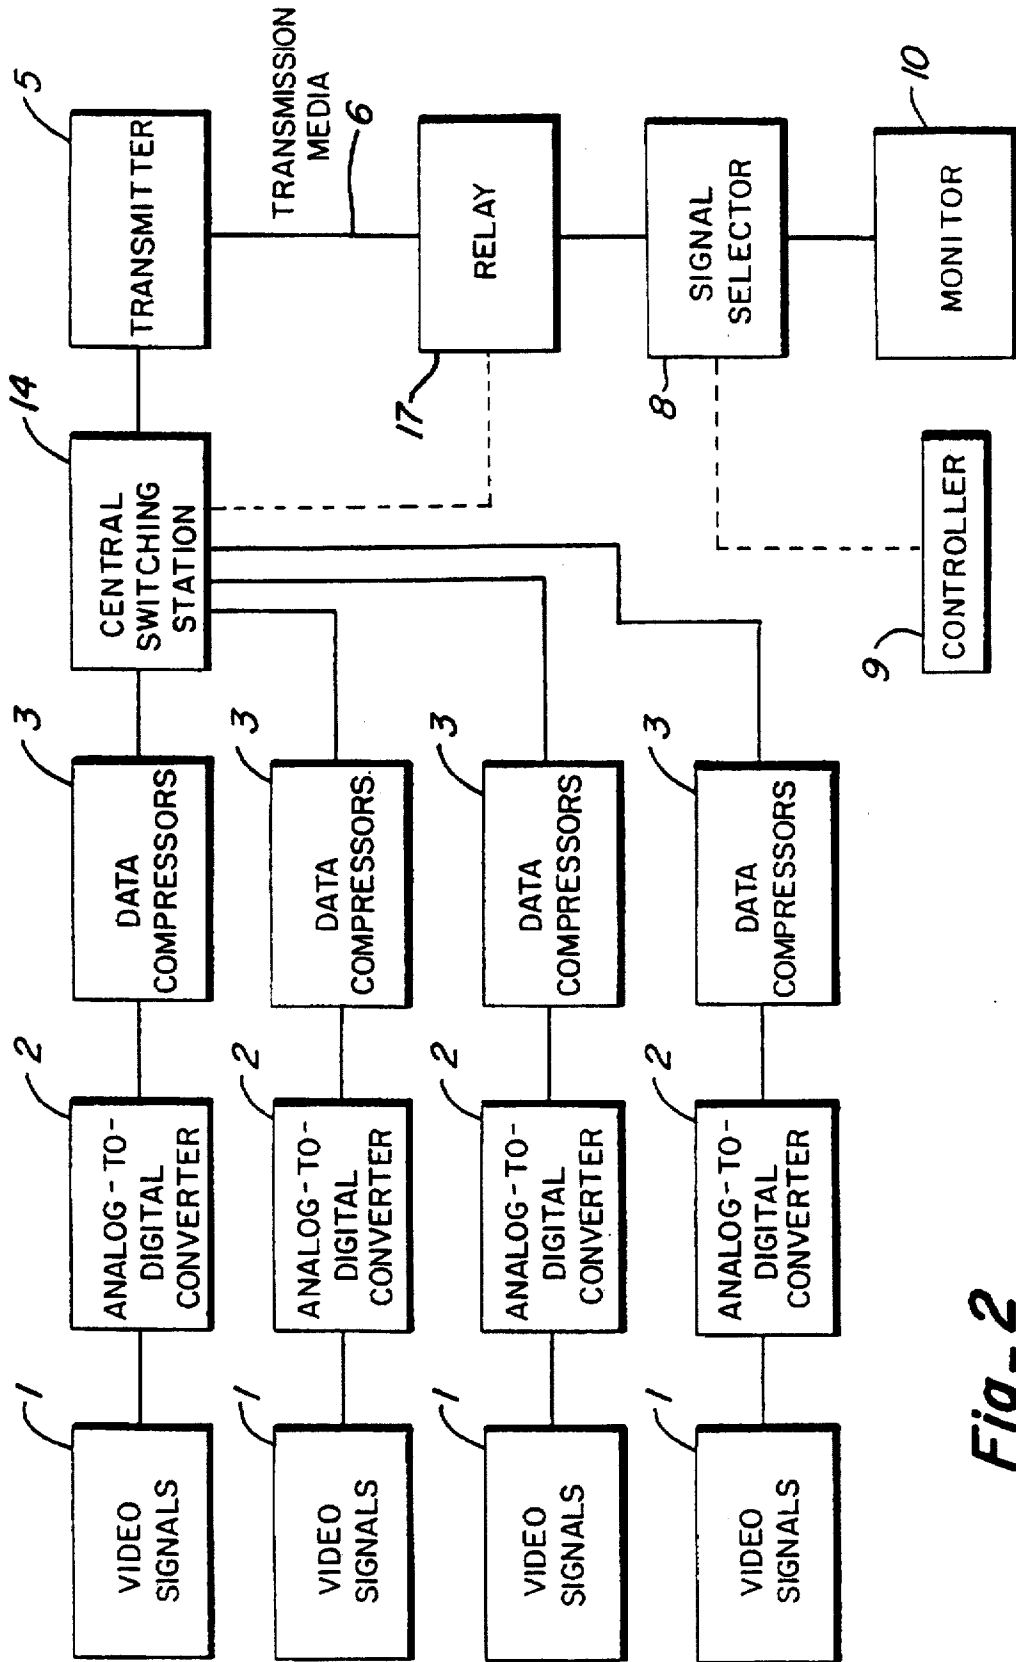 1
VIDEO
SIGNALS
2
ANALOG-TO-
DIGITAL
CONVERTER
3
DATA
COMPRESSORS
14
CENTRAL
SWITCHING
STATION
5
TRANSMITTER
1
VIDEO
SIGNALS
2
ANALOG-TO-
DIGITAL
CONVERTER
3
DATA
COMPRESSORS
TRANSMISSION
MEDIA
6
1
VIDEO
SIGNALS
2
ANALOG-TO-
DIGITAL
CONVERTER
3
DATA
COMPRESSORS
17
RELAY
1
VIDEO
SIGNALS
2
ANALOG-TO-
DIGITAL
CONVERTER
3
DATA
COMPRESSORS
8
SIGNAL
SELECTOR
9
CONTROLLER
10
MONITOR
Fig-2